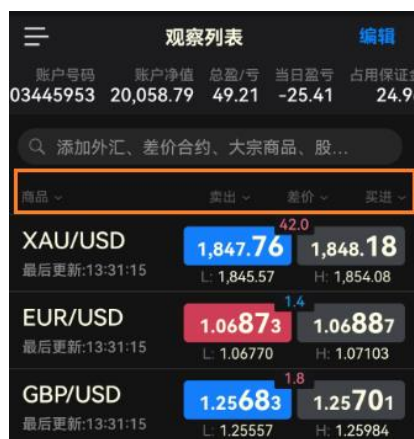 观察列表 编辑
账户号码 账户净值 总盈/亏 当日盈亏 占用保证金
03445953 20,058.79 49.21 -25.41 24.9
添加外汇、差价合约、大宗商品、股...
商品 卖出 差价 买进
42.0
XAU/USD 1,847.76 1,848.18
最后更新:13:31:15 L: 1,845.57 H: 1,854.08
1.4
EUR/USD 1.06873 1.06887
最后更新:13:31:15 L: 1.06770 H: 1.07103
1.8
GBP/USD 1.25683 1.25701
最后更新:13:31:15 L: 1.25557 H: 1.25984